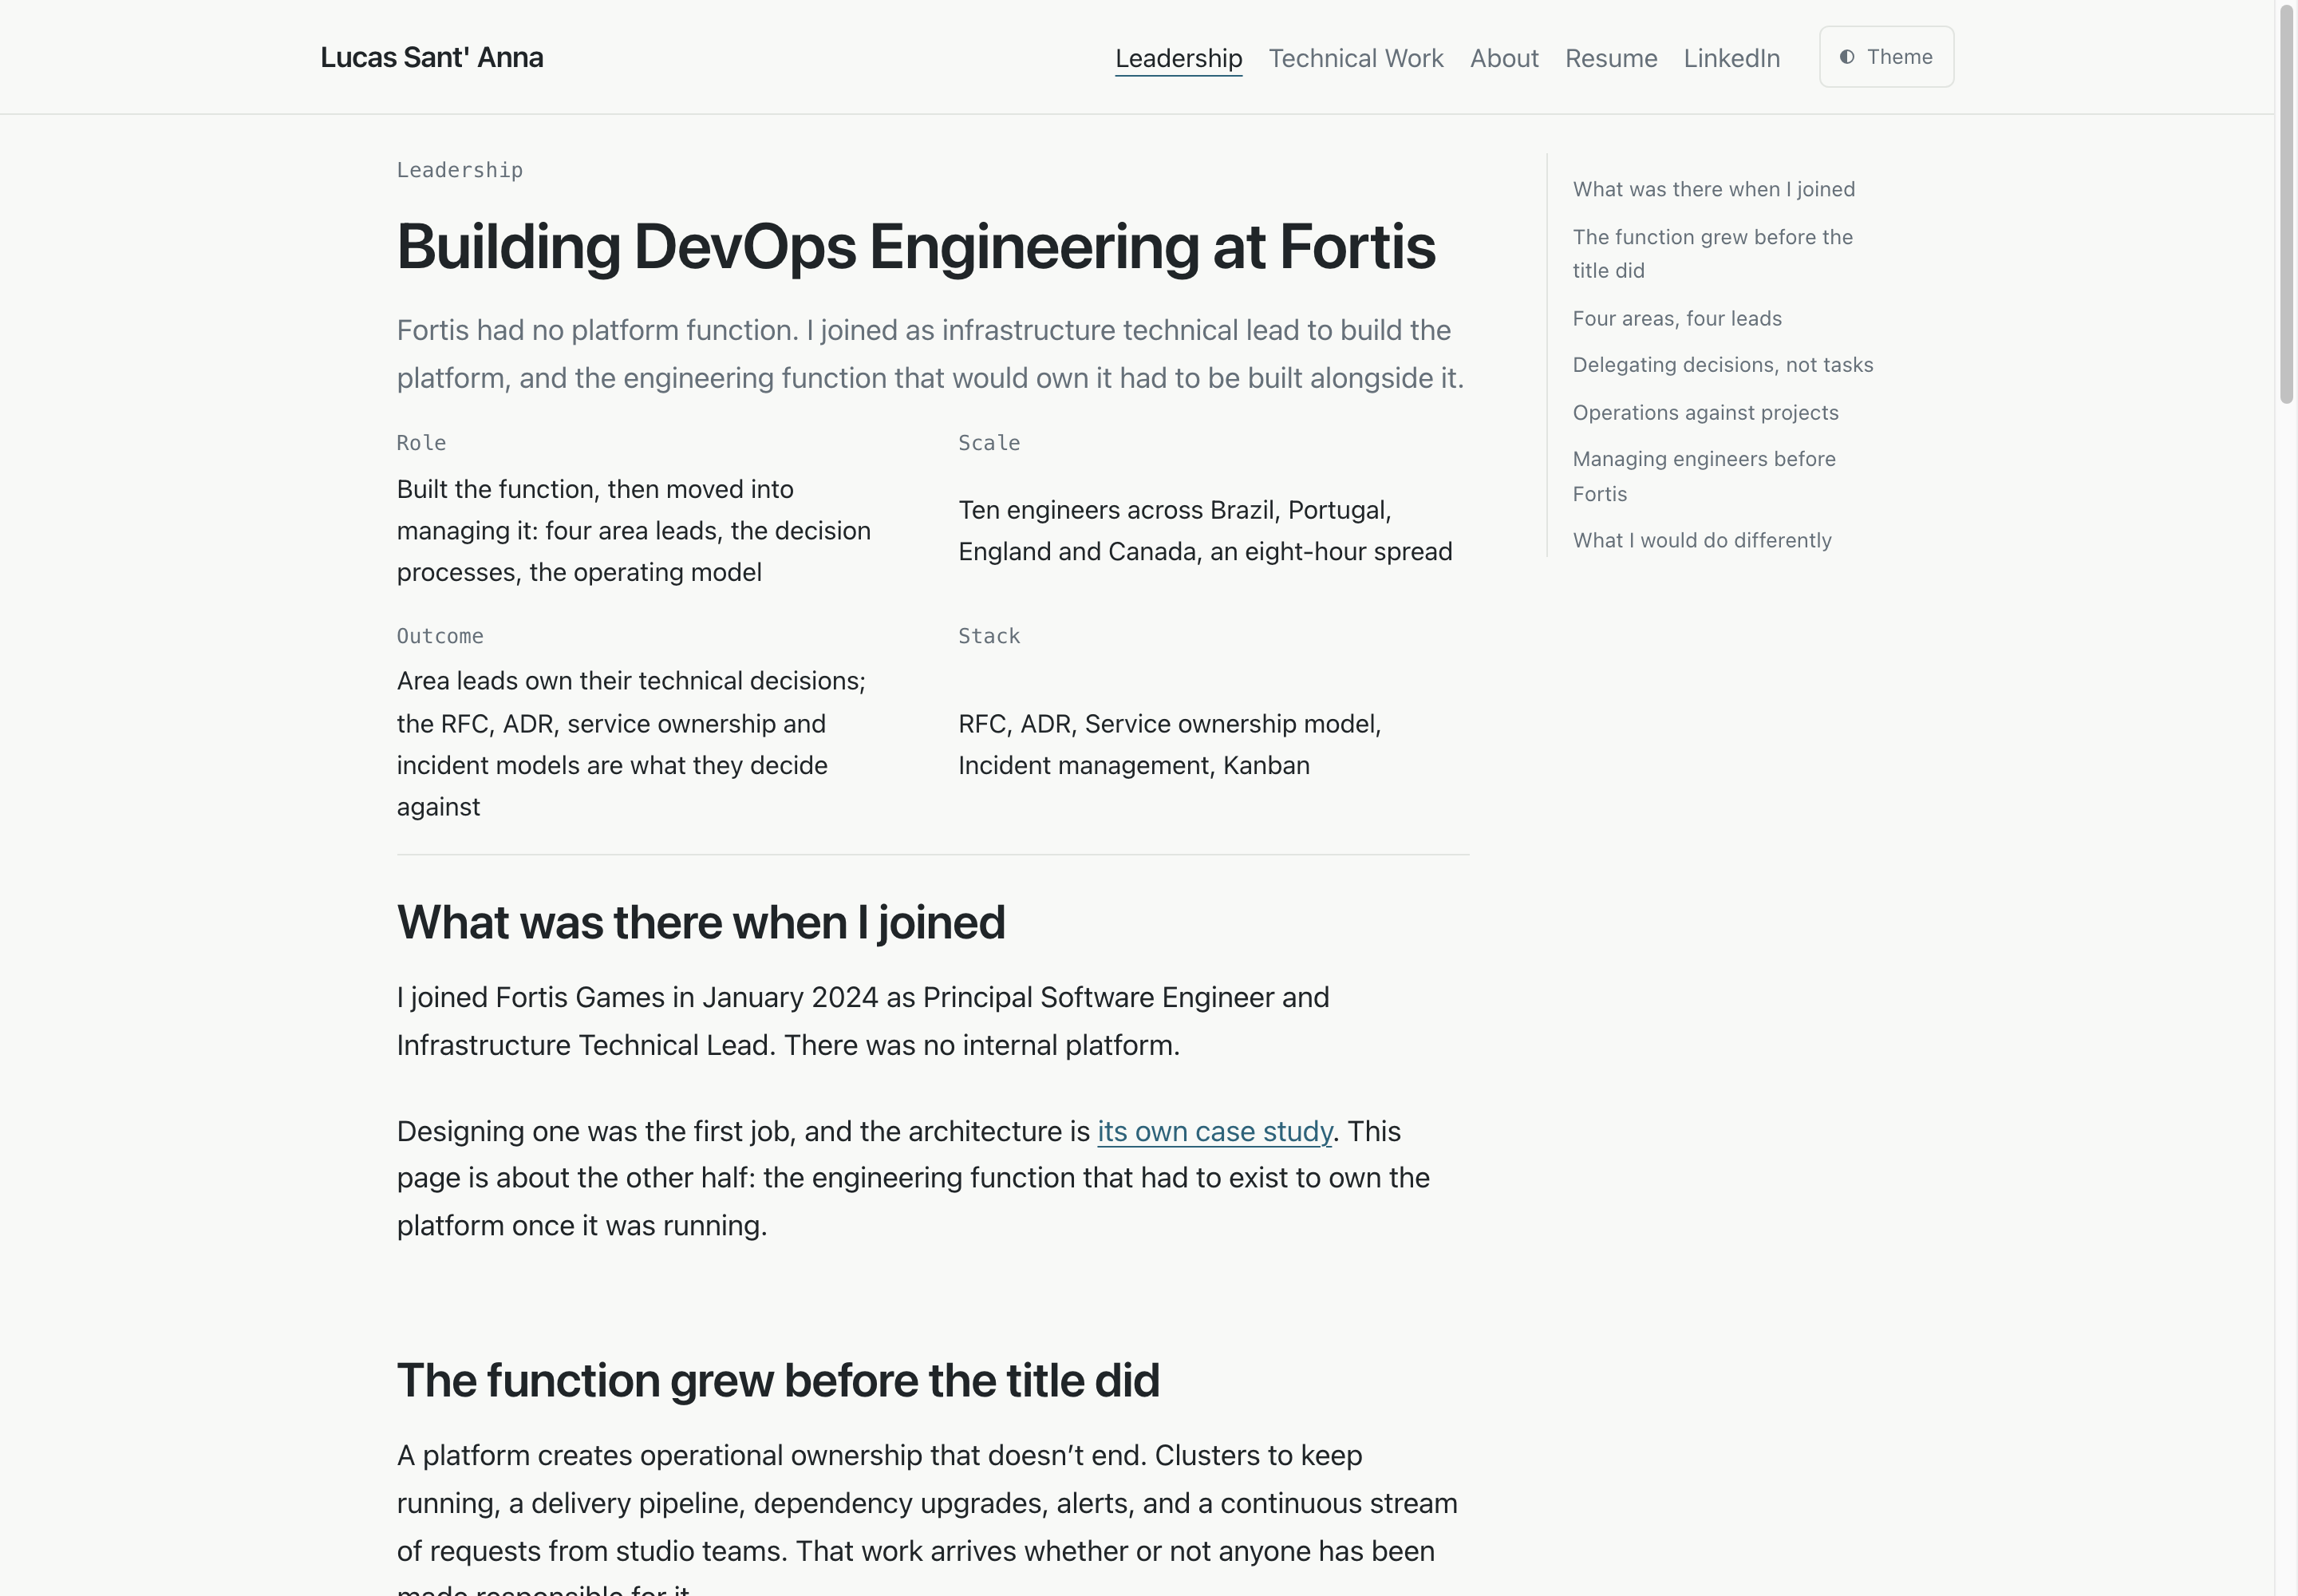 Lucas Sant' Anna
Leadership
Technical Work
About
Resume
LinkedIn
Theme
Leadership
Building DevOps Engineering at Fortis
Fortis had no platform function. I joined as infrastructure technical lead to build the
platform, and the engineering function that would own it had to be built alongside it.
Role
Built the function, then moved into
managing it: four area leads, the decision
processes, the operating model
Scale
Ten engineers across Brazil, Portugal,
England and Canada, an eight-hour spread
Outcome
Area leads own their technical decisions;
the RFC, ADR, service ownership and
incident models are what they decide
against
Stack
RFC, ADR, Service ownership model,
Incident management, Kanban
What was there when I joined
I joined Fortis Games in January 2024 as Principal Software Engineer and
Infrastructure Technical Lead. There was no internal platform.
Designing one was the first job, and the architecture is its own case study. This
page is about the other half: the engineering function that had to exist to own the
platform once it was running.
The function grew before the title did
A platform creates operational ownership that doesn’t end. Clusters to keep
running, a delivery pipeline, dependency upgrades, alerts, and a continuous stream
of requests from studio teams. That work arrives whether or not anyone has been
made responsible for it.
What was there when I joined
The function grew before the
title did
Four areas, four leads
Delegating decisions, not tasks
Operations against projects
Managing engineers before
Fortis
What I would do differently